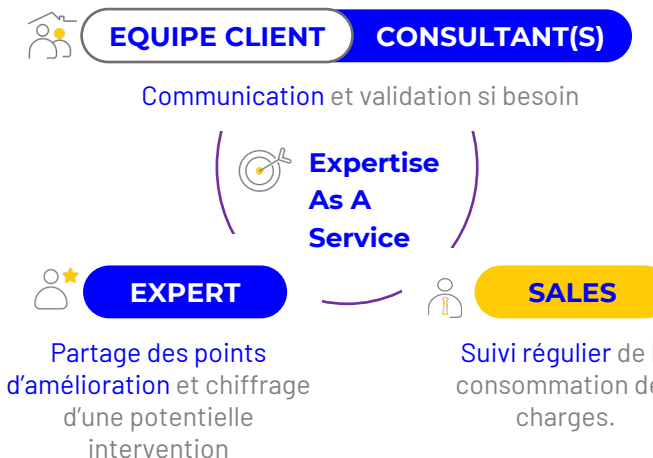 EQUIPE CLIENT CONSULTANT(S)
Communication et validation si besoin
Expertise
As A
Service
EXPERT
Partage des points
d'amélioration et chiffrage
d'une potentielle
intervention
SALES
Suivi régulier de
consommation de
charges.